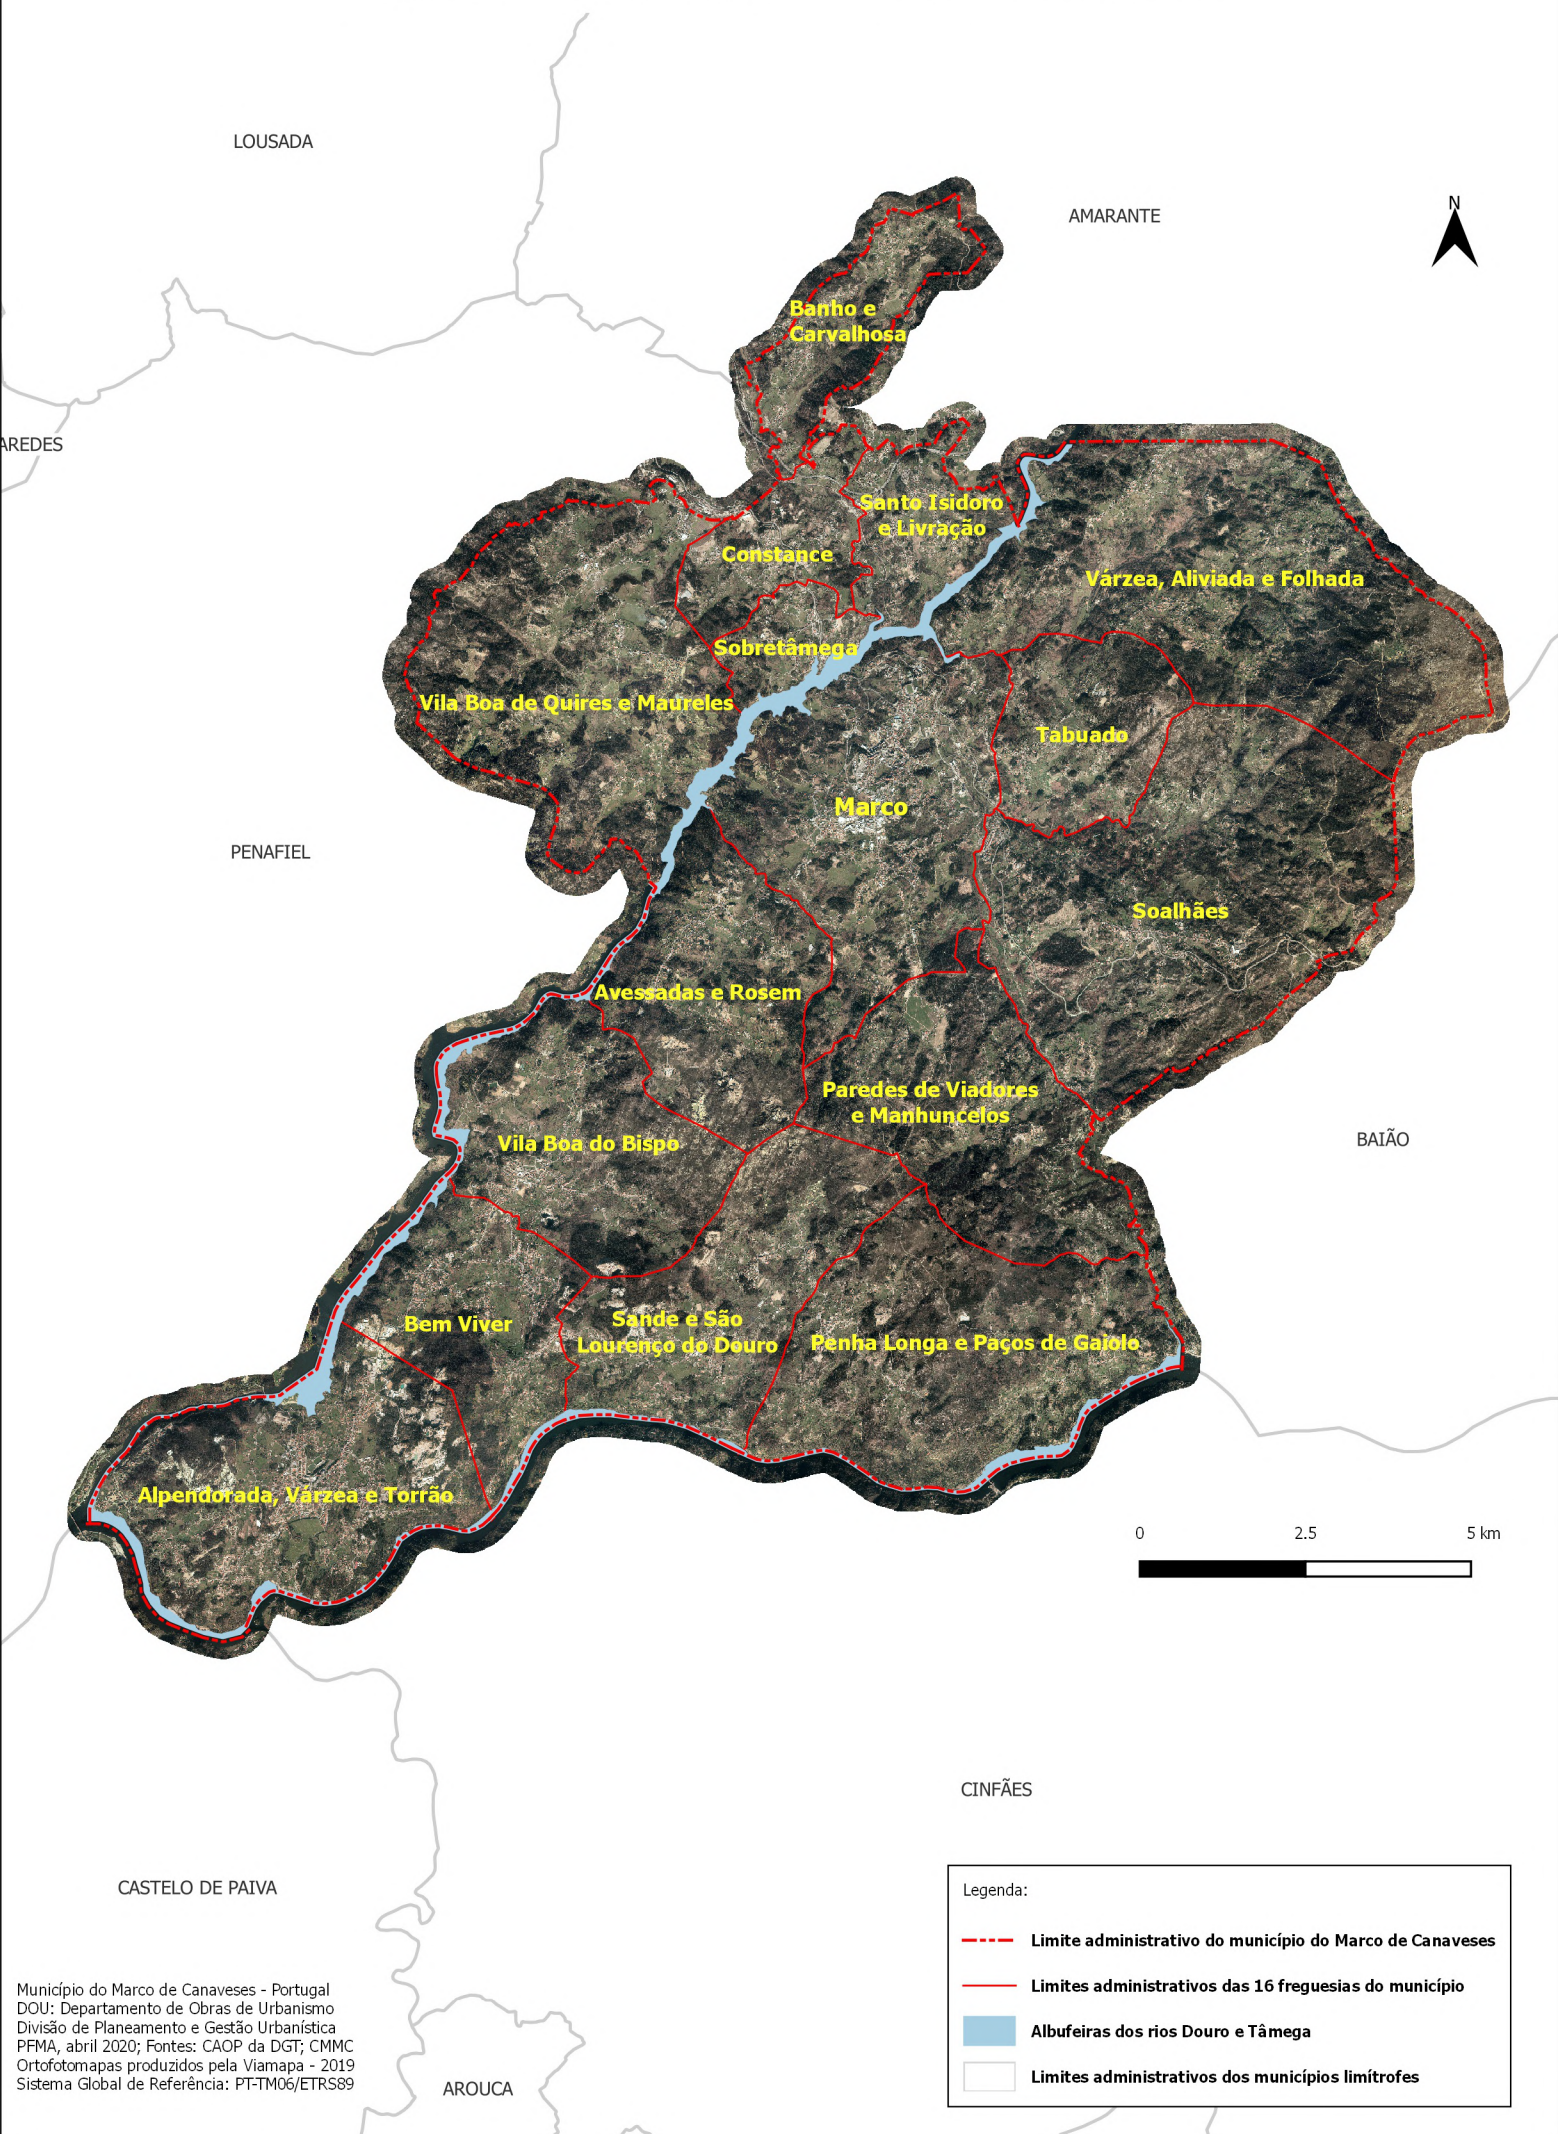 LOUSADA
N
AMARANTE
Banho e
Carvalhosa
AREDES
Santo Isidoro
e Livração
Constance
Várzea, Aliviada e Folhada
Sobretâmega
Vila Boa de Quires e Maureles
Tabuado
Marco
PENAFIEL
Soalhães
Avessadas e Rosem
Paredes de Viadores
e Manhuncelos
Vila Boa do Bispo
BAIÃO
Bem Viver
Sande e São
Lourenço do Douro
Penha Longa e Paços de Gaiolo
Alpendorada, Várzea e Torrão
0 2.5 5 km
CINFÃES
CASTELO DE PAIVA
Legenda:
Limite administrativo do município do Marco de Canaveses
Limites administrativos das 16 freguesias do município
Albufeiras dos rios Douro e Tâmega
Limites administrativos dos municípios limítrofes
Município do Marco de Canaveses - Portugal
DOU: Departamento de Obras de Urbanismo
Divisão de Planeamento e Gestão Urbanística
PFMA, abril 2020; Fontes: CAOP da DGT; CMMC
Ortofotomapas produzidos pela Viamapa - 2019
Sistema Global de Referência: PT-TM06/ETRS89
AROUCA